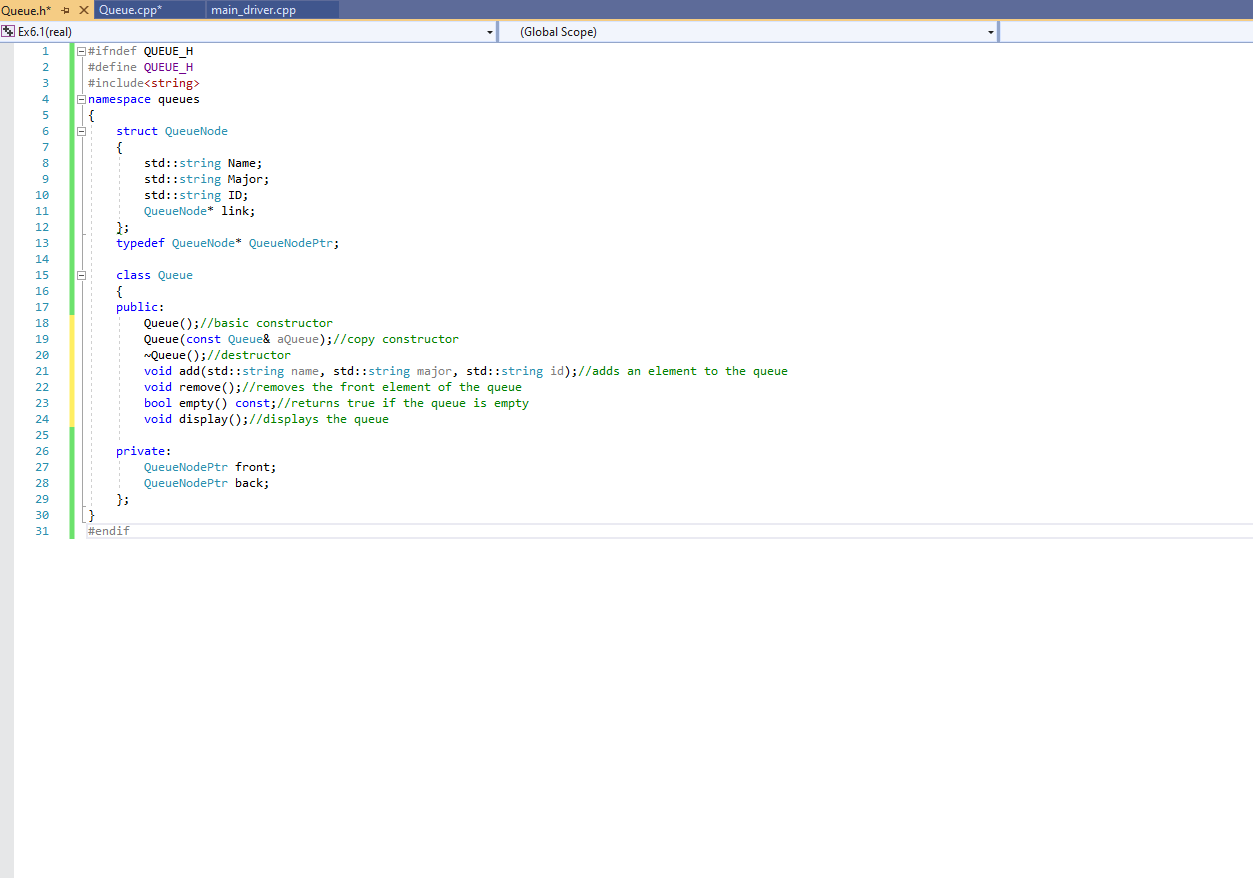 Queue.h*
Queue.cpp*
main_driver.cpp
Ex6.1(real)
(Global Scope)
1 #ifndef QUEUE_H
2 #define QUEUE_H
3 #include<string>
4 namespace queues
5 {
6 struct QueueNode
7 {
8 std::string Name;
9 std::string Major;
10 std::string ID;
11 QueueNode* link;
12 };
13 typedef QueueNode* QueueNodePtr;
14
15 class Queue
16 {
17 public:
18 Queue();//basic constructor
19 Queue(const Queue& aQueue);//copy constructor
20 ~Queue();//destructor
21 void add(std::string name, std::string major, std::string id);//adds an element to the queue
22 void remove();//removes the front element of the queue
23 bool empty() const;//returns true if the queue is empty
24 void display();//displays the queue
25
26 private:
27 QueueNodePtr front;
28 QueueNodePtr back;
29 };
30 }
31 #endif